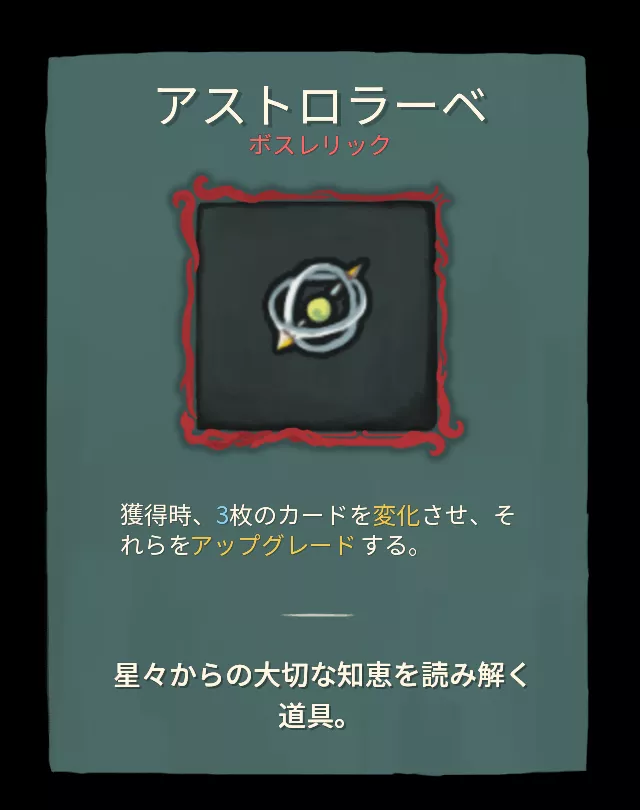 アストロラーベ
ボスレリック
獲得時、3枚のカードを変化させ、そ
れらをアップグレード する。
星々からの大切な知恵を読み解く
道具。